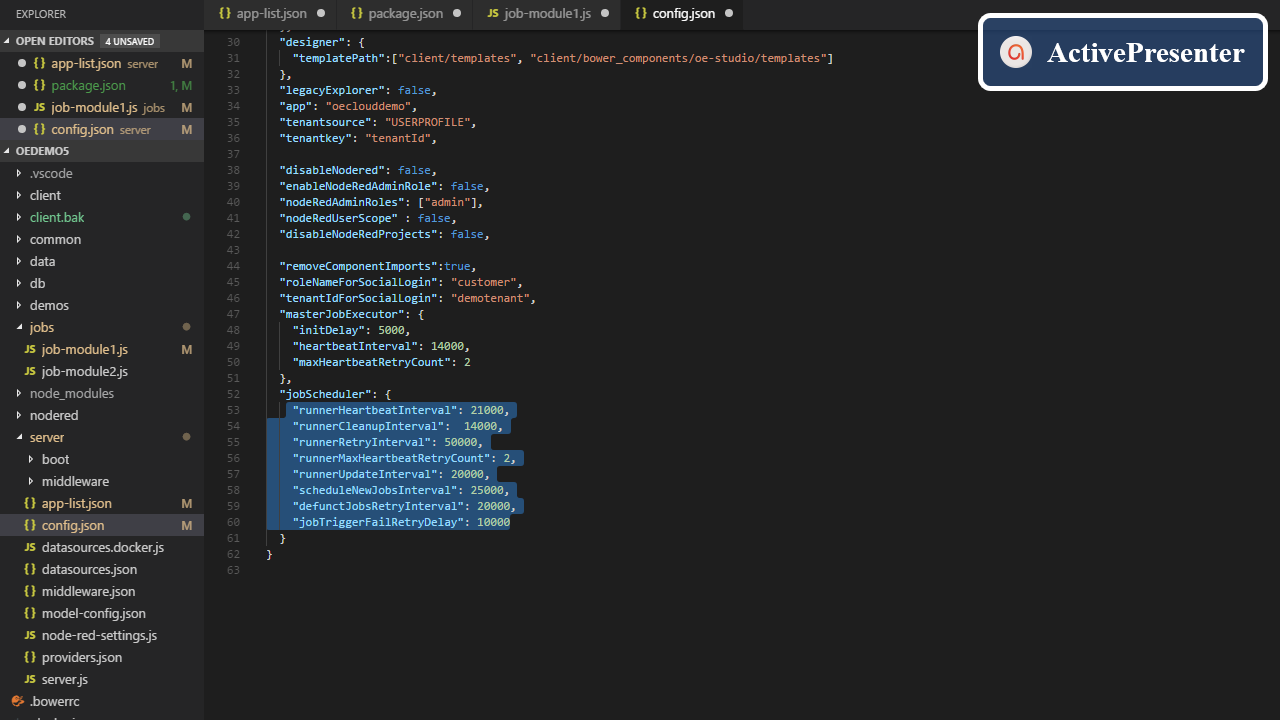 EXPLORER
OPEN EDITORS 4 UNSAVED
{} app-list.json server M
{} package.json 1, M
JS job-module1.js jobs M
{} config.json server M
OEDEMO5
.vscode
client
client.bak
common
data
db
demos
jobs
JS job-module1.js M
JS job-module2.js
node_modules
nodered
server
boot
middleware
{} app-list.json M
{} config.json M
JS datasources.docker.js
{} datasources.json
{} middleware.json
{} model-config.json
JS node-red-settings.js
{} providers.json
JS server.js
.bowerrc
{} app-list.json
{} package.json
JS job-module1.js
{} config.json
30 "designer": {
31 "templatePath":["client/templates", "client/bower_components/oe-studio/templates"]
32 },
33 "legacyExplorer": false,
34 "app": "oeclouddemo",
35 "tenantsource": "USERPROFILE",
36 "tenantkey": "tenantId",
37
38 "disableNodered": false,
39 "enableNodeRedAdminRole": false,
40 "nodeRedAdminRoles": ["admin"],
41 "nodeRedUserScope" : false,
42 "disableNodeRedProjects": false,
43
44 "removeComponentImports":true,
45 "roleNameForSocialLogin": "customer",
46 "tenantIdForSocialLogin": "demotenant",
47 "masterJobExecutor": {
48 "initDelay": 5000,
49 "heartbeatInterval": 14000,
50 "maxHeartbeatRetryCount": 2
51 },
52 "jobScheduler": {
53 "runnerHeartbeatInterval": 21000,
54 "runnerCleanupInterval":  14000,
55 "runnerRetryInterval": 50000,
56 "runnerMaxHeartbeatRetryCount": 2,
57 "runnerUpdateInterval": 20000,
58 "scheduleNewJobsInterval": 25000,
59 "defunctJobsRetryInterval": 20000,
60 "jobTriggerFailRetryDelay": 10000
61 }
62 }
63
ActivePresenter